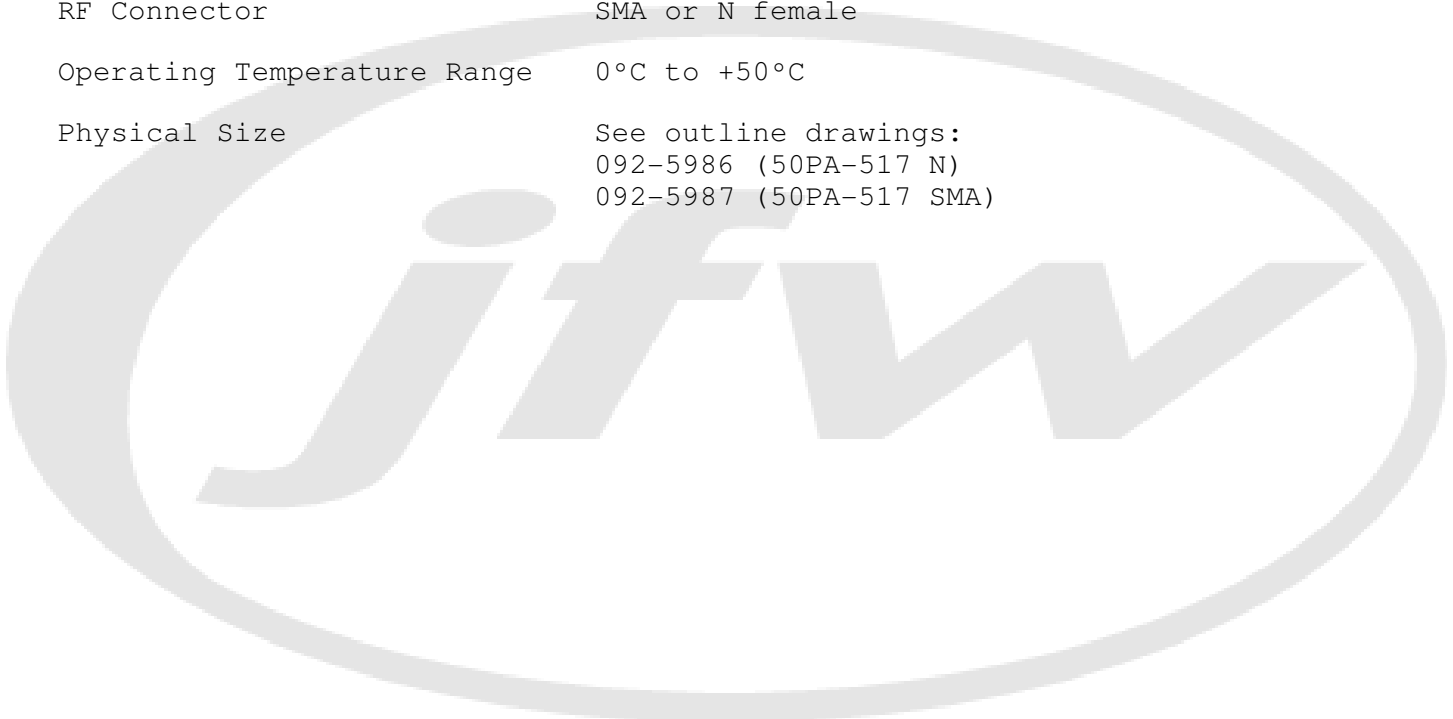 RF Connector SMA or N female
Operating Temperature Range 0°C to +50°C
Physical Size See outline drawings:
092-5986 (50PA-517 N)
092-5987 (50PA-517 SMA)
jfw